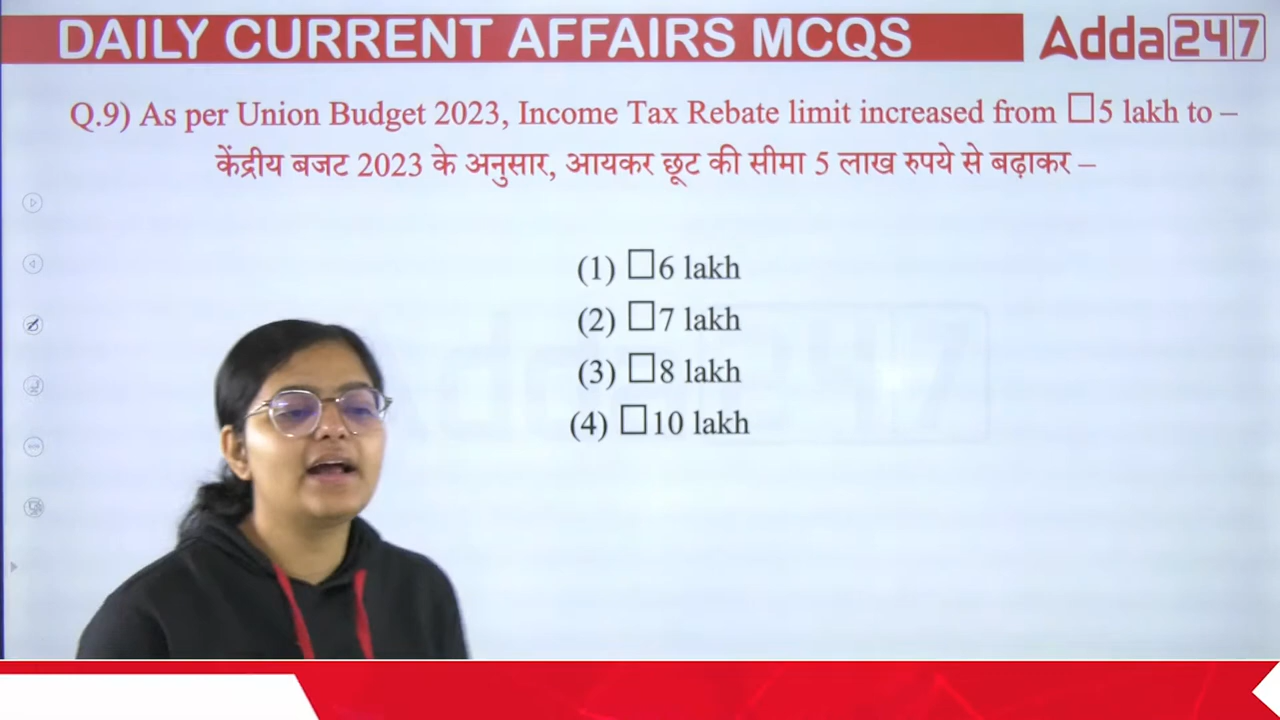 DAILY CURRENT AFFAIRS MCQS
Adda247
Q.9) As per Union Budget 2023, Income Tax Rebate limit increased from □5 lakh to –
केंद्रीय बजट 2023 के अनुसार, आयकर छूट की सीमा 5 लाख रुपये से बढ़ाकर –
(1) □6 lakh
(2) □7 lakh
(3) □8 lakh
(4) □10 lakh